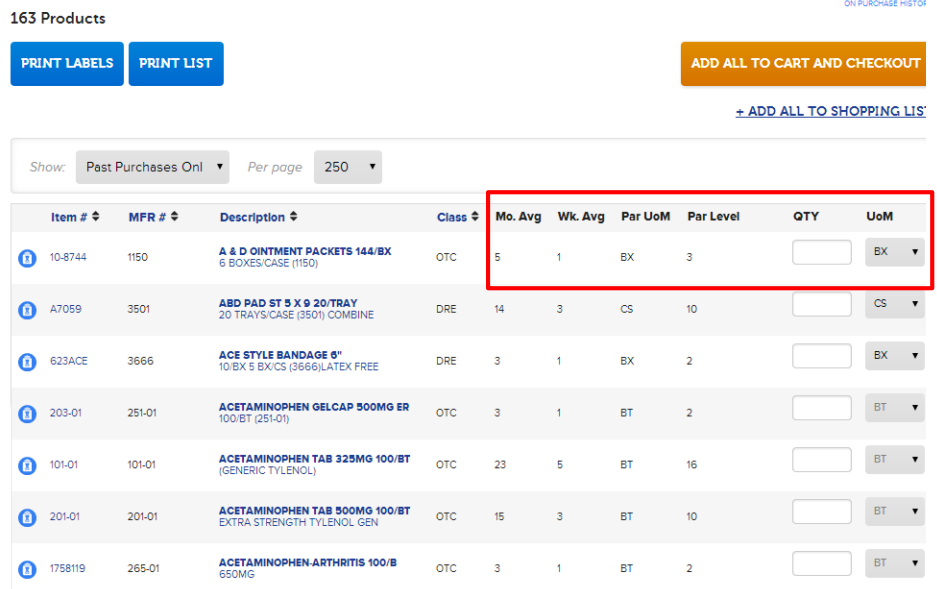 ON PURCHASE HISTOR
163 Products
PRINT LABELS PRINT LIST ADD ALL TO CART AND CHECKOUT
+ ADD ALL TO SHOPPING LIST
Show: Past Purchases Onl Per page 250
Item # MFR # Description Class Mo. Avg Wk. Avg Par UoM Par Level QTY UoM
10-8744 1150 A & D OINTMENT PACKETS 144/BX OTC 5 1 BX 3 BX
6 BOXES/CASE (1150)
A7059 3501 ABD PAD ST 5 X 9 20/TRAY DRE 14 3 CS 10 CS
20 TRAYS/CASE (3501) COMBINE
623ACE 3666 ACE STYLE BANDAGE 6" DRE 3 1 BX 2 BX
10/BX 5 BX/CS (3666)LATEX FREE
203-01 251-01 ACETAMINOPHEN GELCAP 500MG ER OTC 3 1 BT 2 BT
100/BT (251-01)
101-01 101-01 ACETAMINOPHEN TAB 325MG 100/BT OTC 23 5 BT 16 BT
(GENERIC TYLENOL)
201-01 201-01 ACETAMINOPHEN TAB 500MG 100/BT OTC 15 3 BT 10 BT
EXTRA STRENGTH TYLENOL GEN
1758119 265-01 ACETAMINOPHEN-ARTHRITIS 100/B OTC 3 1 BT 2 BT
650MG